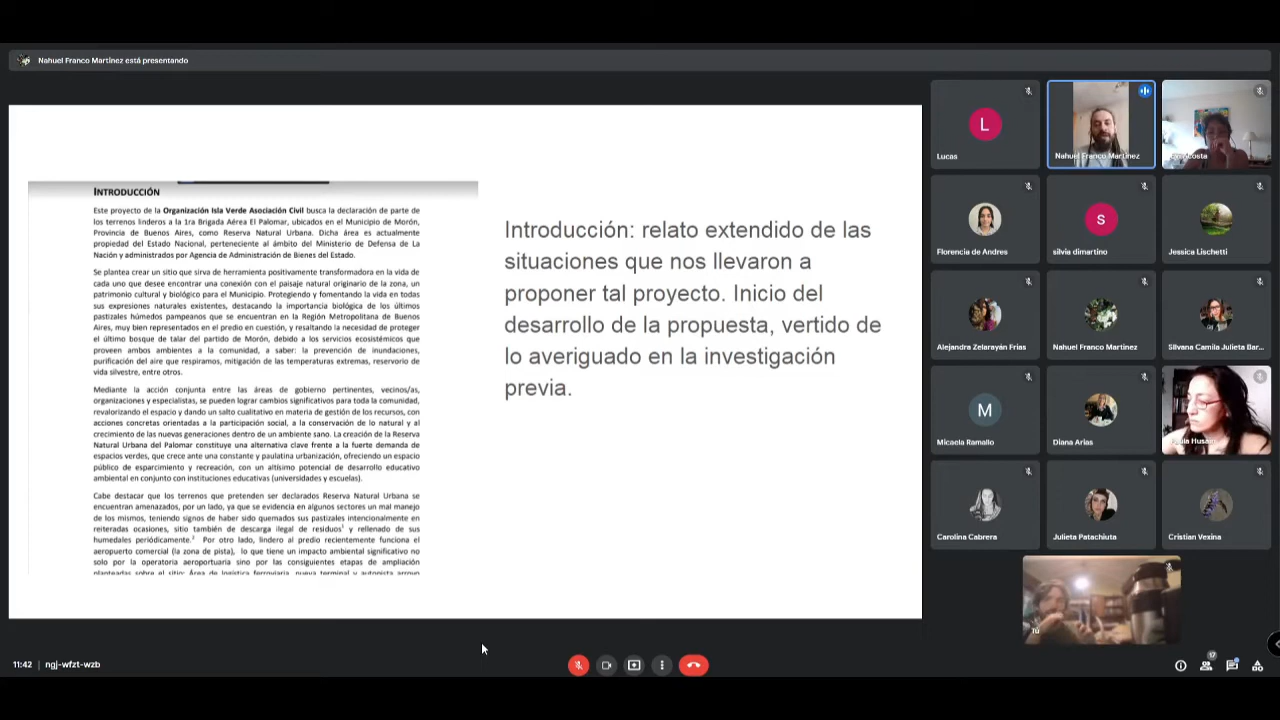 Nahuel Franco Martínez está presentando
INTRODUCCIÓN
Este proyecto de la Organización Isla Verde Asociación Civil busca la declaración de parte de
los terrenos linderos a la 1ra Brigada Aérea El Palomar, ubicados en el Municipio de Morón,
Provincia de Buenos Aires, como Reserva Natural Urbana. Dicha área es actualmente
propiedad del Estado Nacional, perteneciente al ámbito del Ministerio de Defensa de La
Nación y administrados por Agencia de Administración de Bienes del Estado.
Se plantea crear un sitio que sirva de herramienta positivamente transformadora en la vida de
cada uno que desee encontrar una conexión con el paisaje natural originario de la zona, un
patrimonio cultural y biológico para el Municipio. Protegiendo y fomentando la vida en todas
sus expresiones naturales existentes, destacando la importancia biológica de los últimos
pastizales húmedos pampeanos que se encuentran en la Región Metropolitana de Buenos
Aires, muy bien representados en el predio en cuestión, y resaltando la necesidad de proteger
el último bosque de talar del partido de Morón, debido a los servicios ecosistémicos que
proveen ambos ambientes a la comunidad, a saber: la prevención de inundaciones,
purificación del aire que respiramos, mitigación de las temperaturas extremas, reservorio de
vida silvestre, entre otros.
Mediante la acción conjunta entre las áreas de gobierno pertinentes, vecinos/as,
organizaciones y especialistas, se pueden lograr cambios significativos para toda la comunidad,
revalorizando el espacio y dando un salto cualitativo en materia de gestión de los recursos, con
acciones concretas orientadas a la participación social, a la conservación de lo natural y al
crecimiento de las nuevas generaciones dentro de un ambiente sano. La creación de la Reserva
Natural Urbana del Palomar constituye una alternativa clave frente a la fuerte demanda de
espacios verdes, que crece ante una constante y paulatina urbanización, ofreciendo un espacio
público de esparcimiento y recreación, con un altísimo potencial de desarrollo educativo
ambiental en conjunto con instituciones educativas (universidades y escuelas).
Cabe destacar que los terrenos que pretenden ser declarados Reserva Natural Urbana se
encuentran amenazados, por un lado, ya que se evidencia en algunos sectores un mal manejo
de los mismos, teniendo signos de haber sido quemados sus pastizales intencionalmente en
reiteradas ocasiones, sitio también de descarga ilegal de residuos¹ y rellenado de sus
humedales periódicamente.² Por otro lado, lindero al predio recientemente funciona el
aeropuerto comercial (la zona de pista), lo que tiene un impacto ambiental significativo no
solo por la operatoria aeroportuaria sino por las consiguientes etapas de ampliación
planteadas sobre el sitio: Área de logística ferroviaria, nueva terminal y autopista arroyo
Introducción: relato extendido de las
situaciones que nos llevaron a
proponer tal proyecto. Inicio del
desarrollo de la propuesta, vertido de
lo averiguado en la investigación
previa.
L
Lucas
Nahuel Franco Martínez
Costa
Florencia de Andres
S
silvia dimartino
Jessica Lischetti
Alejandra Zelarayán Frías
Nahuel Franco Martinez
Silvana Camila Julieta Bar...
M
Micaela Ramallo
Diana Arias
Carolina Cabrera
Julieta Patachiuta
Cristian Vexina
Tú
11:42 | ngj-wfzt-wzb
17